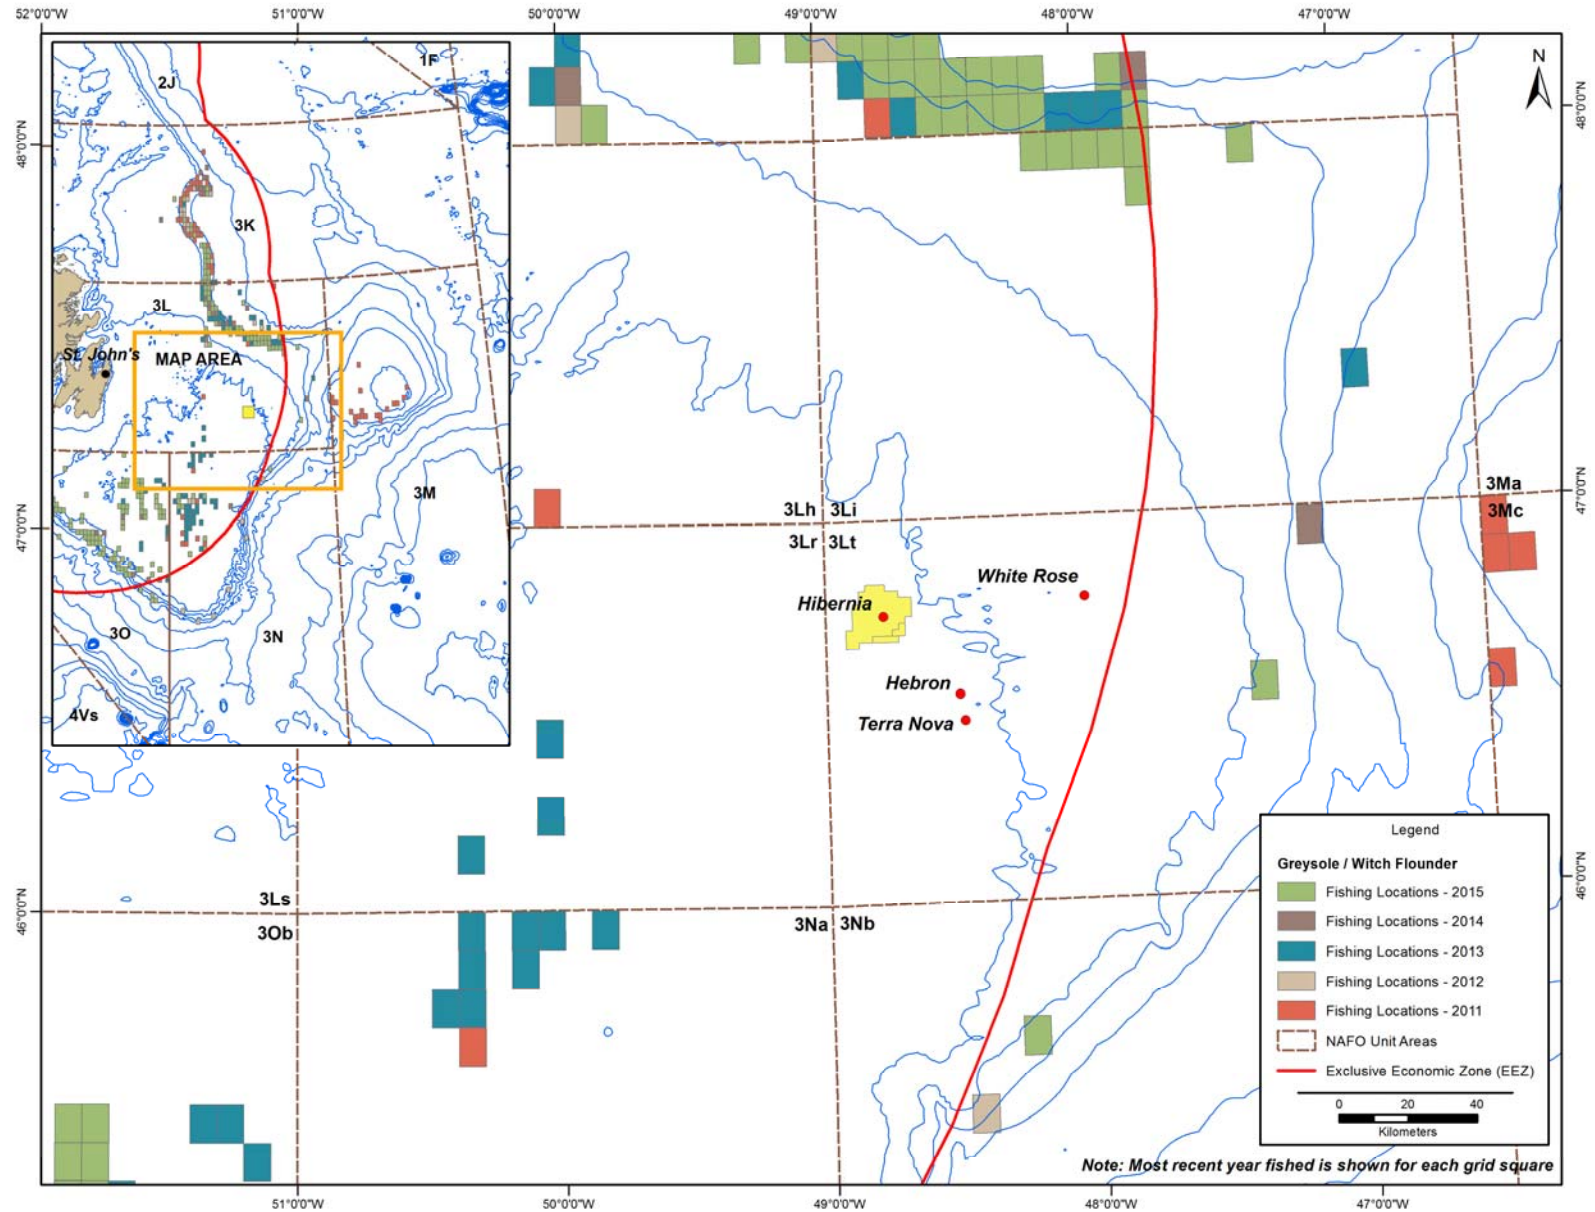 52°0'0"W 51°0'0"W 50°0'0"W 49°0'0"W 48°0'0"W 47°0'0"W
1F
2J
N
48°0'0"N
48°0'0"N
3K
3L
St. John's
MAP AREA
3M
47°0'0"N
47°0'0"N
3Ma
3Mc
3Lh 3Li
3Lr 3Lt
White Rose
Hibernia
3O
3N
4Vs
Hebron
Terra Nova
3Ls
3Ob
3Na 3Nb
46°0'0"N
46°0'0"N
Legend
Greysole / Witch Flounder
Fishing Locations - 2015
Fishing Locations - 2014
Fishing Locations - 2013
Fishing Locations - 2012
Fishing Locations - 2011
NAFO Unit Areas
Exclusive Economic Zone (EEZ)
0 20 40
Kilometers
Note: Most recent year fished is shown for each grid square
51°0'0"W 50°0'0"W 49°0'0"W 48°0'0"W 47°0'0"W